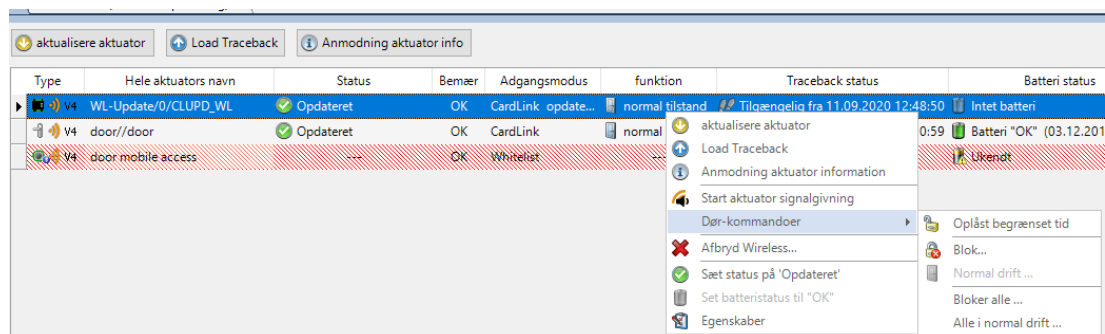 aktualisere aktuator Load Traceback Anmodning aktuator info
Type Hele aktuators navn Status Bemær Adgangsmodus funktion Traceback status Batteri status
V4 WL-Update/0/CLUPD_WL Opdateret OK CardLink opdate... normal tilstand Tilgængelig fra 11.09.2020 12:48:50 Intet batteri
V4 door//door Opdateret OK CardLink normal 0:59 Batteri "OK" (03.12.201
V4 door mobile access --- OK Whitelist --- Ukendt
aktualisere aktuator
Load Traceback
Anmodning aktuator information
Start aktuator signalgivning
Dør-kommandoer
Afbryd Wireless...
Sæt status på 'Opdateret'
Set batteristatus til "OK"
Egenskaber
Oplåst begrænset tid
Blok...
Normal drift ...
Bloker alle ...
Alle i normal drift ...